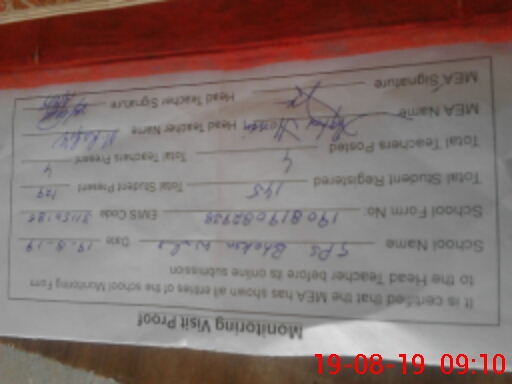 Monitoring Visit Proof
It is certified that the MEA has shown all entries of the school Monitoring Form
to the Head Teacher before its online submission
School Name GPS Date 19-8-19
School Form No: EMIS Code:
Total Student Registered 145 Total Student Present 129
Total Teachers Posted 4 Total Teachers Present 4
MEA Name Head Teacher Name
MEA Signature Head Teacher Signature
19-08-19 09:10